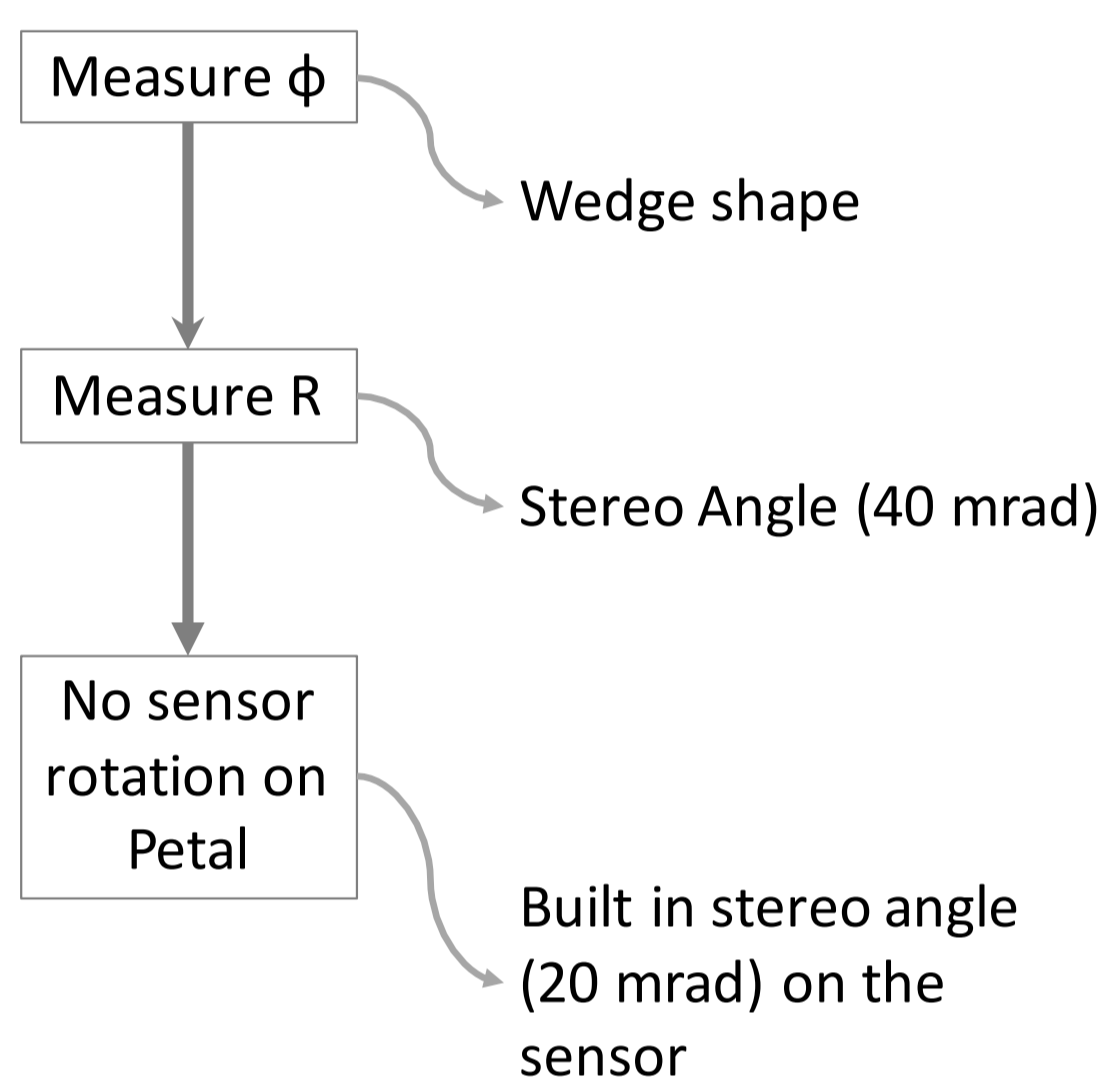 Measure ϕ
Wedge shape
Measure R
Stereo Angle (40 mrad)
No sensor
rotation on
Petal
Built in stereo angle
(20 mrad) on the
sensor